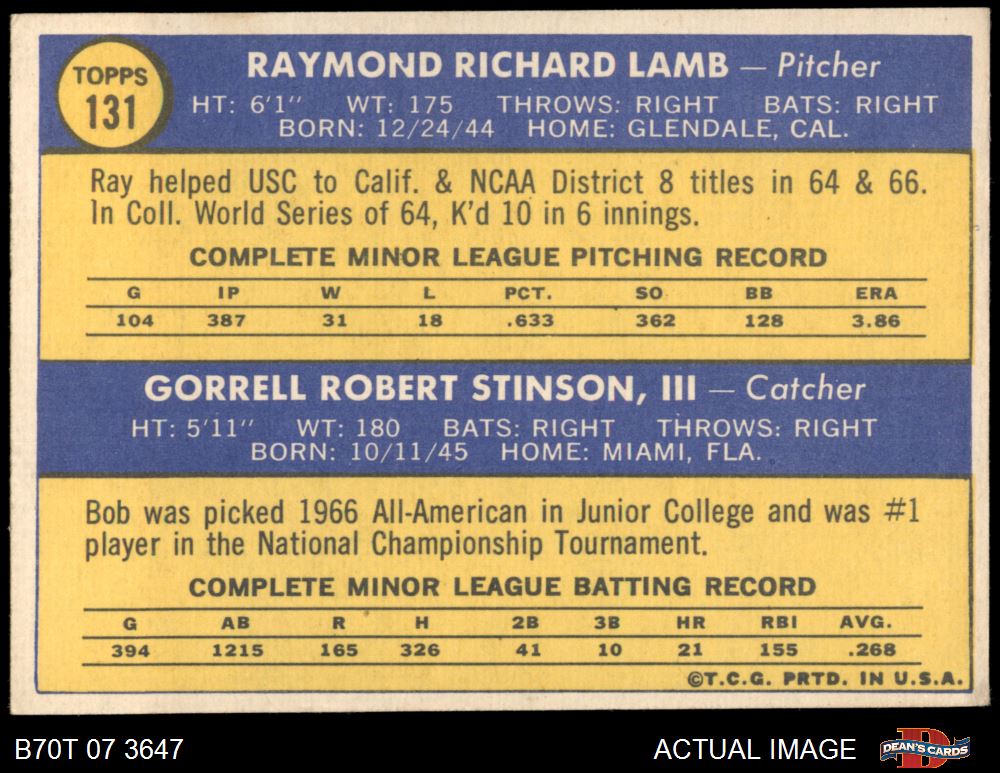 TOPPS
131
RAYMOND RICHARD LAMB — Pitcher
HT: 6'1" WT: 175 THROWS: RIGHT BATS: RIGHT
BORN: 12/24/44 HOME: GLENDALE, CAL.
Ray helped USC to Calif. & NCAA District 8 titles in 64 & 66.
In Coll. World Series of 64, K'd 10 in 6 innings.
COMPLETE MINOR LEAGUE PITCHING RECORD
G IP W L PCT. SO BB ERA
104 387 31 18 .633 362 128 3.86
GORRELL ROBERT STINSON, III — Catcher
HT: 5'11" WT: 180 BATS: RIGHT THROWS: RIGHT
BORN: 10/11/45 HOME: MIAMI, FLA.
Bob was picked 1966 All-American in Junior College and was #1
player in the National Championship Tournament.
COMPLETE MINOR LEAGUE BATTING RECORD
G AB R H 2B 3B HR RBI AVG.
394 1215 165 326 41 10 21 155 .268
©T.C.G. PRTD. IN U.S.A.
B70T 07 3647 ACTUAL IMAGE DEAN'S CARDS